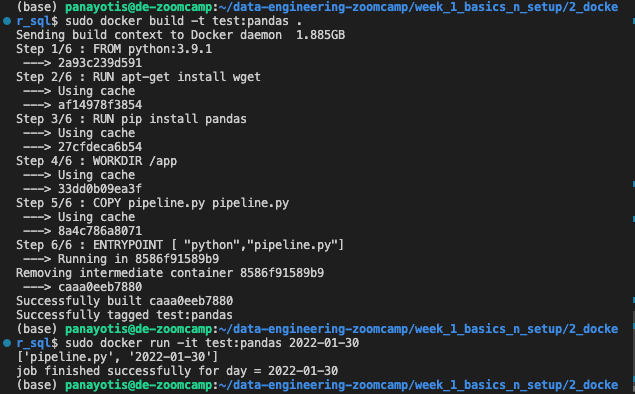 (base) panayotis@de-zoomcamp:~/data-engineering-zoomcamp/week_1_basics_n_setup/2_docke
r_sql$ sudo docker build -t test:pandas .
Sending build context to Docker daemon  1.885GB
Step 1/6 : FROM python:3.9.1
 ---> 2a93c239d591
Step 2/6 : RUN apt-get install wget
 ---> Using cache
 ---> af14978f3854
Step 3/6 : RUN pip install pandas
 ---> Using cache
 ---> 27cfdeca6b54
Step 4/6 : WORKDIR /app
 ---> Using cache
 ---> 33dd0b09ea3f
Step 5/6 : COPY pipeline.py pipeline.py
 ---> Using cache
 ---> 8a4c786a8071
Step 6/6 : ENTRYPOINT [ "python","pipeline.py"]
 ---> Running in 8586f91589b9
Removing intermediate container 8586f91589b9
 ---> caaa0eeb7880
Successfully built caaa0eeb7880
Successfully tagged test:pandas
(base) panayotis@de-zoomcamp:~/data-engineering-zoomcamp/week_1_basics_n_setup/2_docke
r_sql$ sudo docker run -it test:pandas 2022-01-30
['pipeline.py', '2022-01-30']
job finished successfully for day = 2022-01-30
(base) panayotis@de-zoomcamp:~/data-engineering-zoomcamp/week_1_basics_n_setup/2_docke